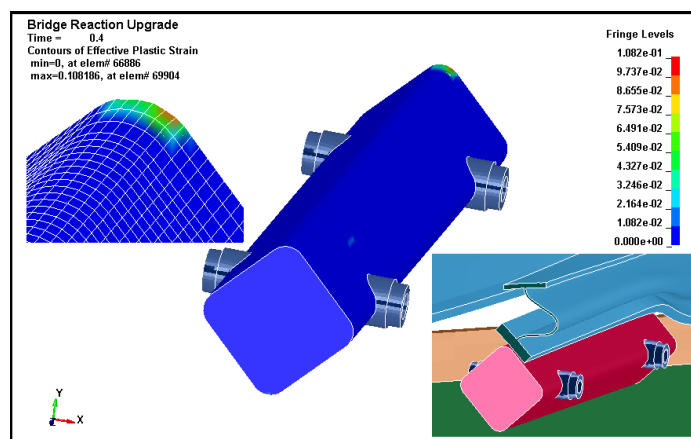 Bridge Reaction Upgrade
Time = 0.4
Contours of Effective Plastic Strain
min=0, at elem# 66886
max=0.108186, at elem# 69904
Fringe Levels
1.082e-01
9.737e-02
8.655e-02
7.573e-02
6.491e-02
5.409e-02
4.327e-02
3.246e-02
2.164e-02
1.082e-02
0.000e+00
Y
X